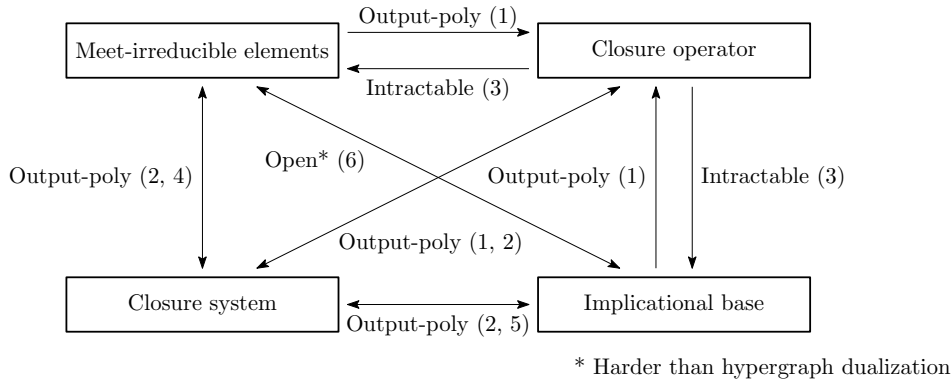 Output-poly (1)
Meet-irreducible elements
Closure operator
Intractable (3)
Open* (6)
Output-poly (2, 4)
Output-poly (1)
Intractable (3)
Output-poly (1, 2)
Closure system
Implicational base
Output-poly (2, 5)
* Harder than hypergraph dualization